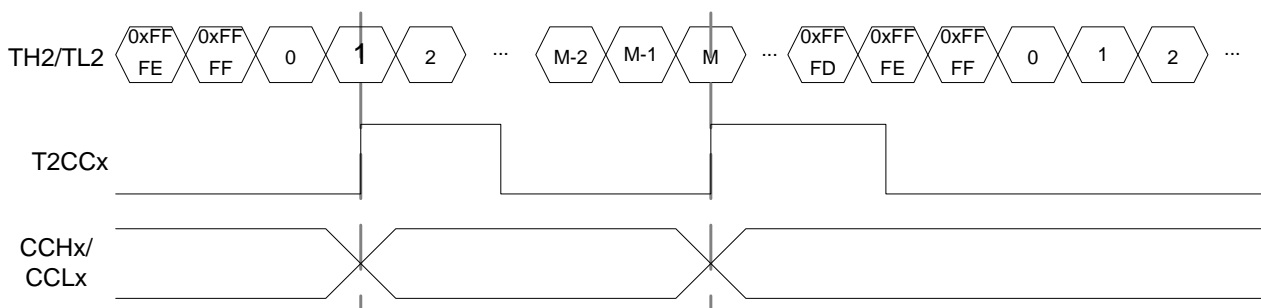 TH2/TL2 0xFF FE 0xFF FF 0 1 2 ... M-2 M-1 M ... 0xFF FD 0xFF FE 0xFF FF 0 1 2 ...
T2CCx
CCHx/
CCLx